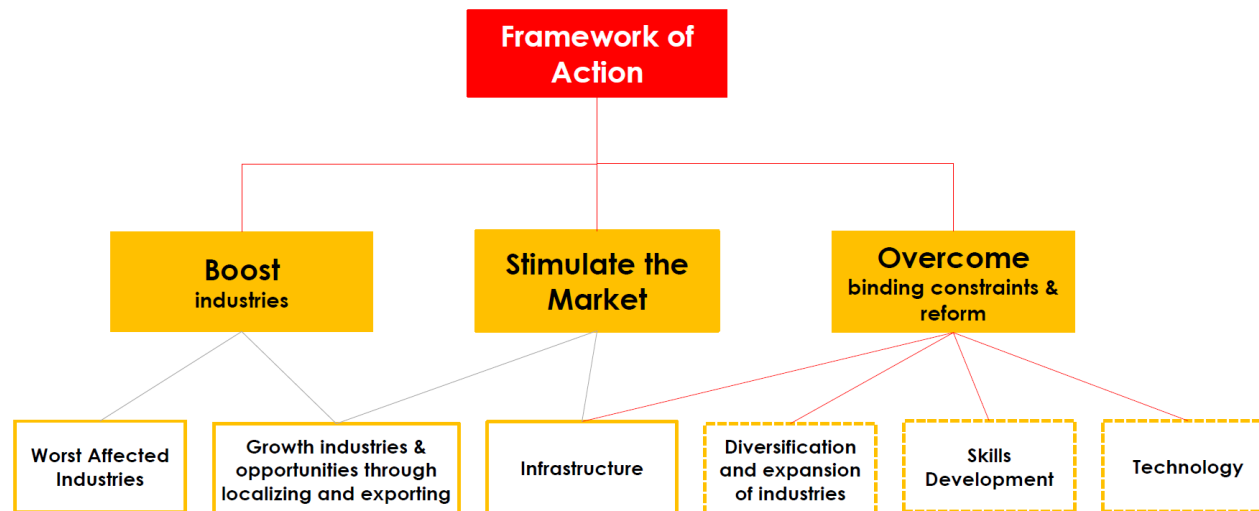 Framework of
Action
Boost
industries
Stimulate the
Market
Overcome
binding constraints &
reform
Worst Affected
Industries
Growth industries &
opportunities through
localizing and exporting
Infrastructure
Diversification
and expansion
of industries
Skills
Development
Technology